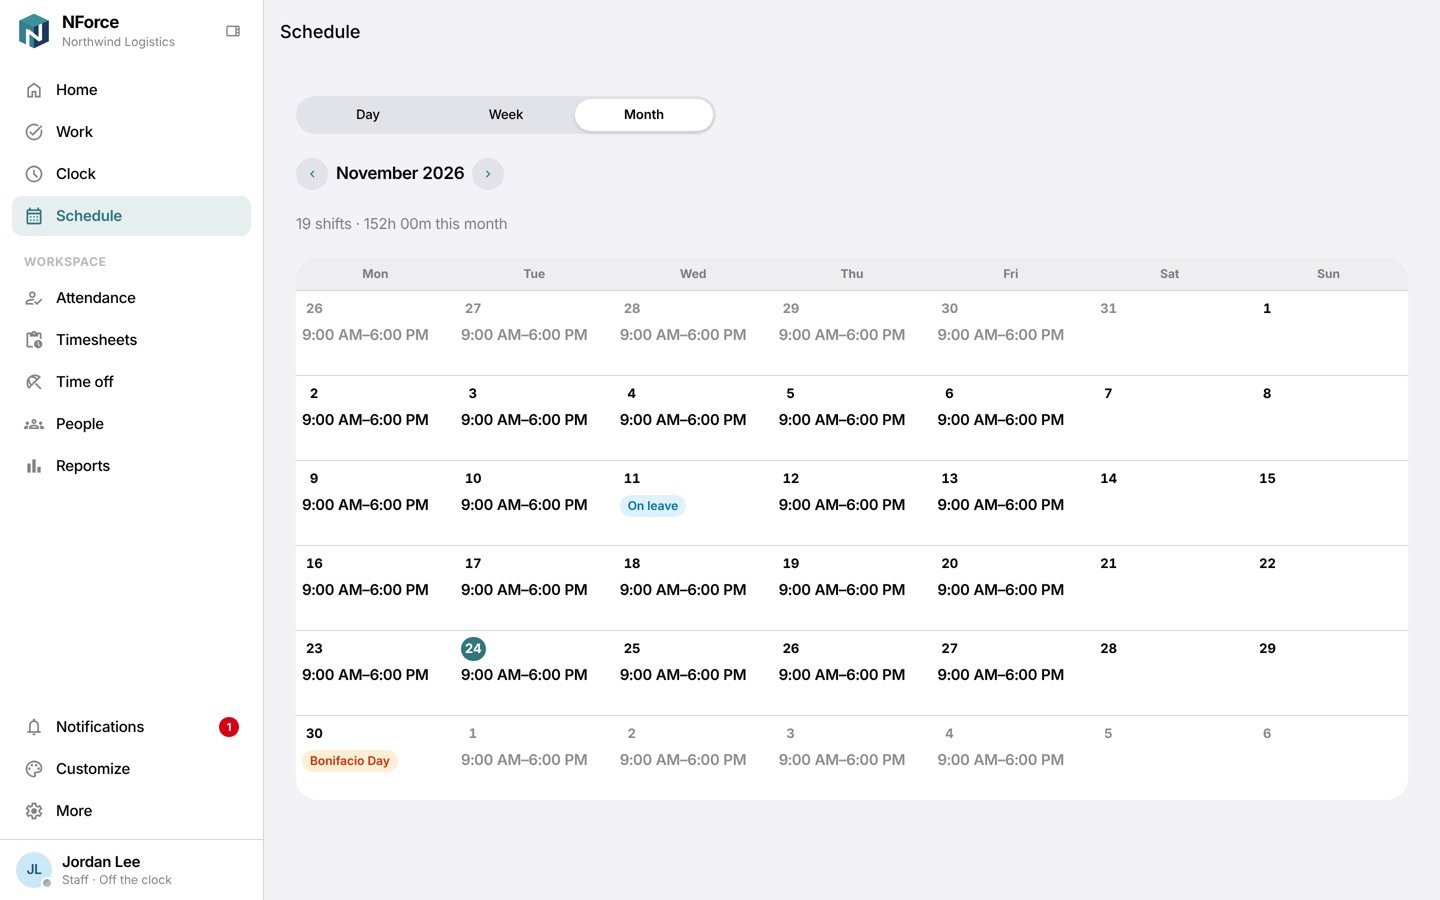 NForce
Northwind Logistics
Home
Work
Clock
Schedule
WORKSPACE
Attendance
Timesheets
Time off
People
Reports
Notifications 1
Customize
More
JL
Jordan Lee
Staff · Off the clock
Schedule
Day Week Month
November 2026
19 shifts · 152h 00m this month
Mon Tue Wed Thu Fri Sat Sun
26 27 28 29 30 31 1
9:00 AM–6:00 PM 9:00 AM–6:00 PM 9:00 AM–6:00 PM 9:00 AM–6:00 PM 9:00 AM–6:00 PM
2 3 4 5 6 7 8
9:00 AM–6:00 PM 9:00 AM–6:00 PM 9:00 AM–6:00 PM 9:00 AM–6:00 PM 9:00 AM–6:00 PM
9 10 11 12 13 14 15
9:00 AM–6:00 PM 9:00 AM–6:00 PM On leave 9:00 AM–6:00 PM 9:00 AM–6:00 PM
16 17 18 19 20 21 22
9:00 AM–6:00 PM 9:00 AM–6:00 PM 9:00 AM–6:00 PM 9:00 AM–6:00 PM 9:00 AM–6:00 PM
23 24 25 26 27 28 29
9:00 AM–6:00 PM 9:00 AM–6:00 PM 9:00 AM–6:00 PM 9:00 AM–6:00 PM 9:00 AM–6:00 PM
30 1 2 3 4 5 6
Bonifacio Day 9:00 AM–6:00 PM 9:00 AM–6:00 PM 9:00 AM–6:00 PM 9:00 AM–6:00 PM